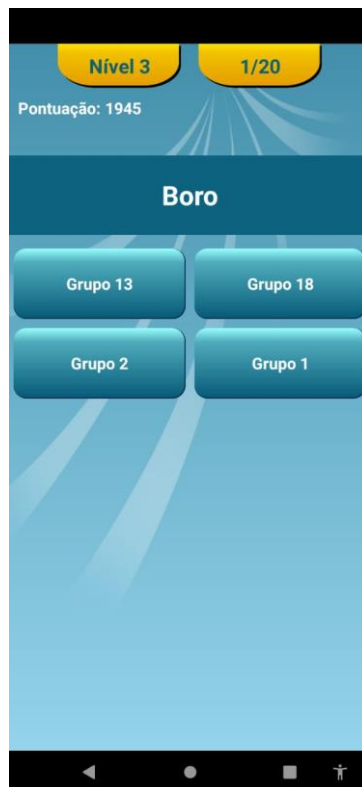 Nível 3
1/20
Pontuação: 1945
Boro
Grupo 13
Grupo 18
Grupo 2
Grupo 1